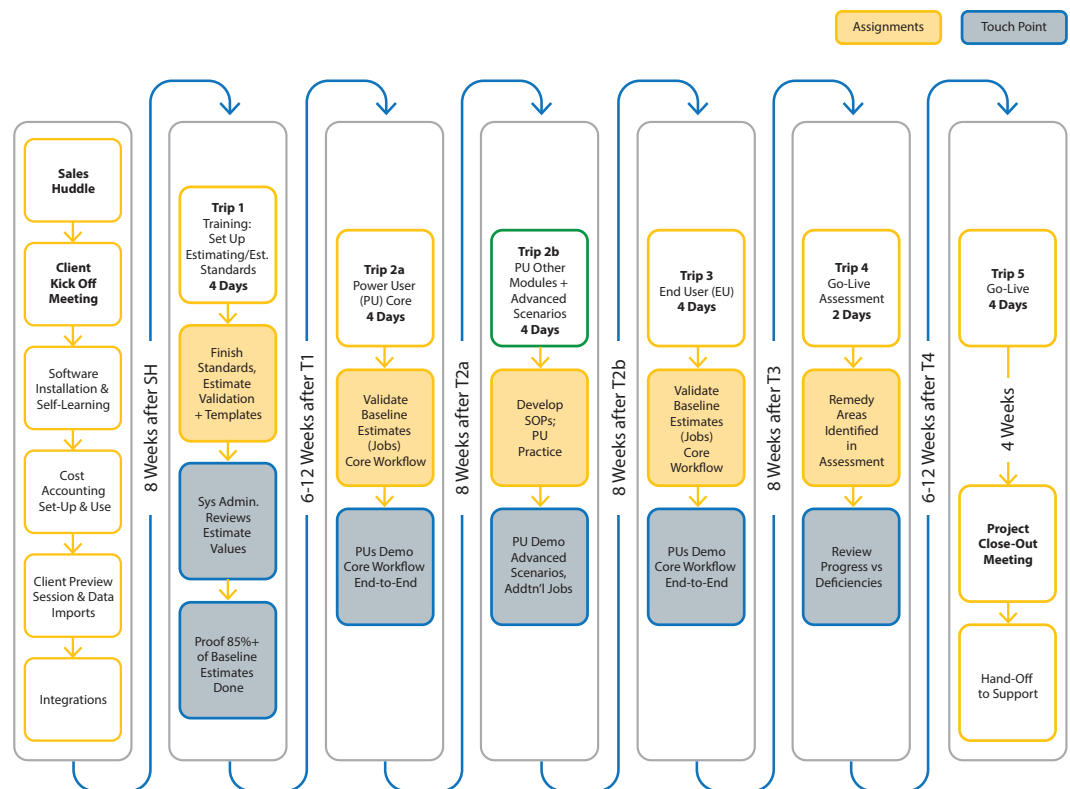 Assignments
Touch Point
Sales
Huddle
Client
Kick Off
Meeting
Software
Installation &
Self-Learning
Cost
Accounting
Set-Up & Use
Client Preview
Session & Data
Imports
Integrations
8 Weeks after SH
Trip 1
Training:
Set Up
Estimating/Est.
Standards
4 Days
Finish
Standards,
Estimate
Validation
+ Templates
Sys Admin.
Reviews
Estimate
Values
Proof 85%+
of Baseline
Estimates
Done
6-12 Weeks after T1
Trip 2a
Power User
(PU) Core
4 Days
Validate
Baseline
Estimates
(Jobs)
Core Workflow
PUs Demo
Core Workflow
End-to-End
8 Weeks after T2a
Trip 2b
PU Other
Modules +
Advanced
Scenarios
4 Days
Develop
SOPs;
PU
Practice
PU Demo
Advanced
Scenarios,
Addtn'l Jobs
8 Weeks after T2b
Trip 3
End User (EU)
4 Days
Validate
Baseline
Estimates
(Jobs)
Core
Workflow
PUs Demo
Core Workflow
End-to-End
8 Weeks after T3
Trip 4
Go-Live
Assessment
2 Days
Remedy
Areas
Identified
in
Assessment
Review
Progress vs
Deficiencies
6-12 Weeks after T4
Trip 5
Go-Live
4 Days
4 Weeks
Project
Close-Out
Meeting
Hand-Off
to Support